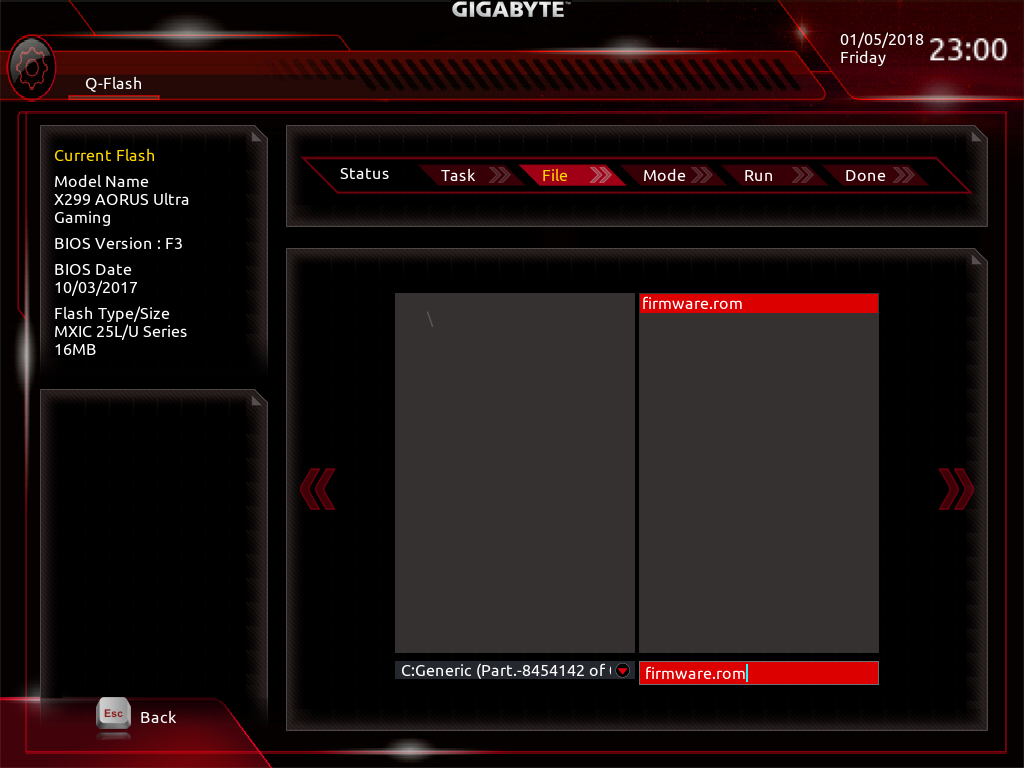 GIGABYTE™
01/05/2018
Friday
23:00
Q-Flash
Current Flash
Model Name
X299 AORUS Ultra
Gaming
BIOS Version : F3
BIOS Date
10/03/2017
Flash Type/Size
MXIC 25L/U Series
16MB
Status
Task
File
Mode
Run
Done
\
firmware.rom
C:Generic (Part.-8454142 of
firmware.rom
Esc
Back